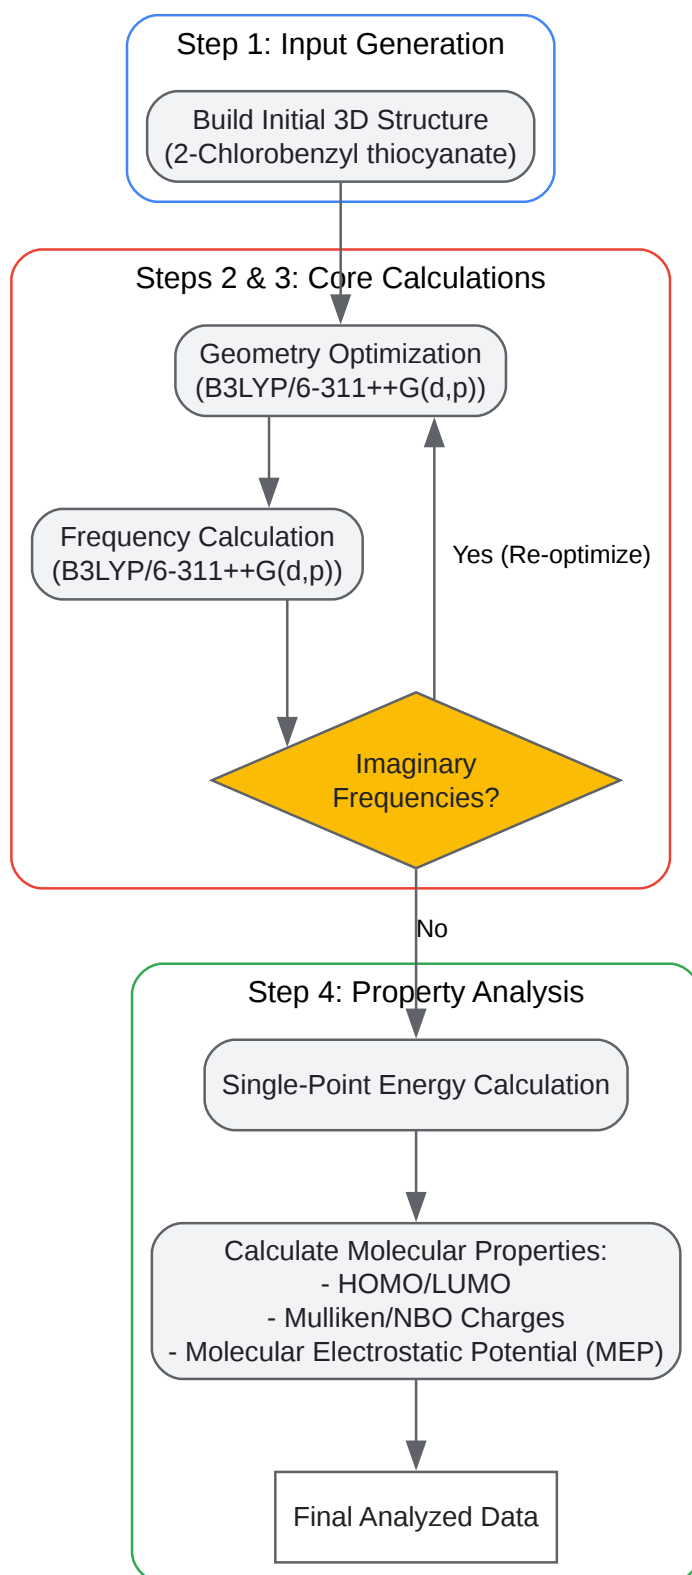 Step 1: Input Generation
Build Initial 3D Structure
(2-Chlorobenzyl thiocyanate)
Steps 2 & 3: Core Calculations
Geometry Optimization
(B3LYP/6-311++G(d,p))
Frequency Calculation
(B3LYP/6-311++G(d,p))
Yes (Re-optimize)
Imaginary
Frequencies?
No
Step 4: Property Analysis
Single-Point Energy Calculation
Calculate Molecular Properties:
- HOMO/LUMO
- Mulliken/NBO Charges
- Molecular Electrostatic Potential (MEP)
Final Analyzed Data